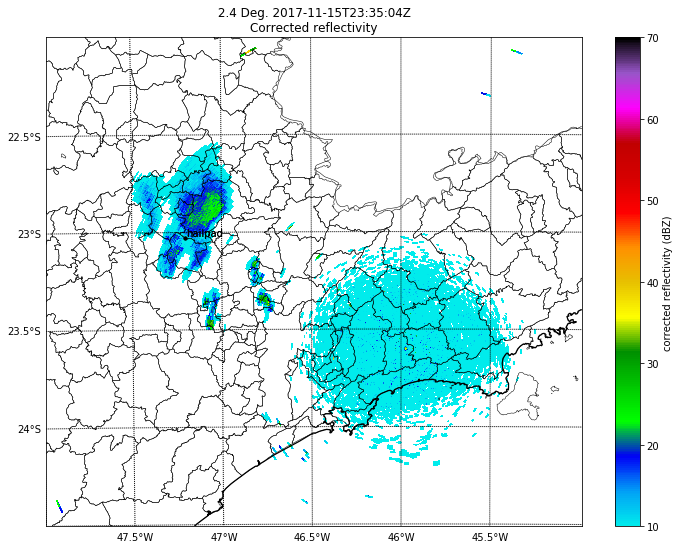 2.4 Deg. 2017-11-15T23:35:04Z
Corrected reflectivity
22.5°S
23°S
23.5°S
24°S
47.5°W
47°W
46.5°W
46°W
45.5°W
70
60
50
40
30
20
10
corrected reflectivity (dBZ)